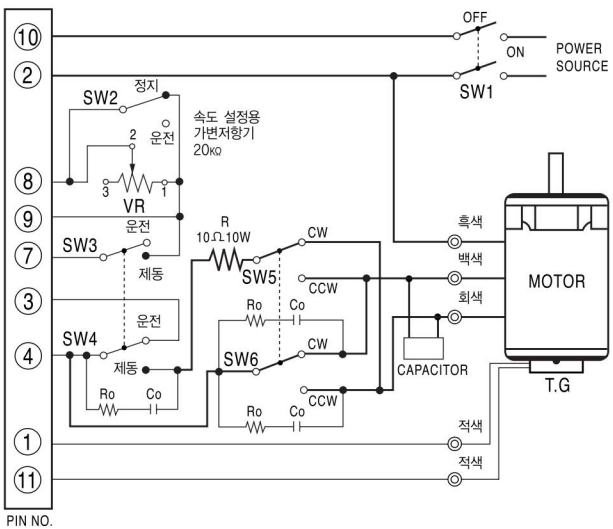 OFF
10
ON
POWER
SOURCE
2
SW1
정지
SW2
속도 설정용
가변저항기
20KΩ
운전
2
8
3
1
VR
9
운전
R
10Ω10W
CW
흑색
7
SW3
제동
SW5
백색
MOTOR
CCW
3
회색
Ro
Co
운전
SW4
CW
4
SW6
제동
CAPACITOR
T.G
CCW
Ro
Co
Ro
Co
적색
1
적색
11
PIN NO.